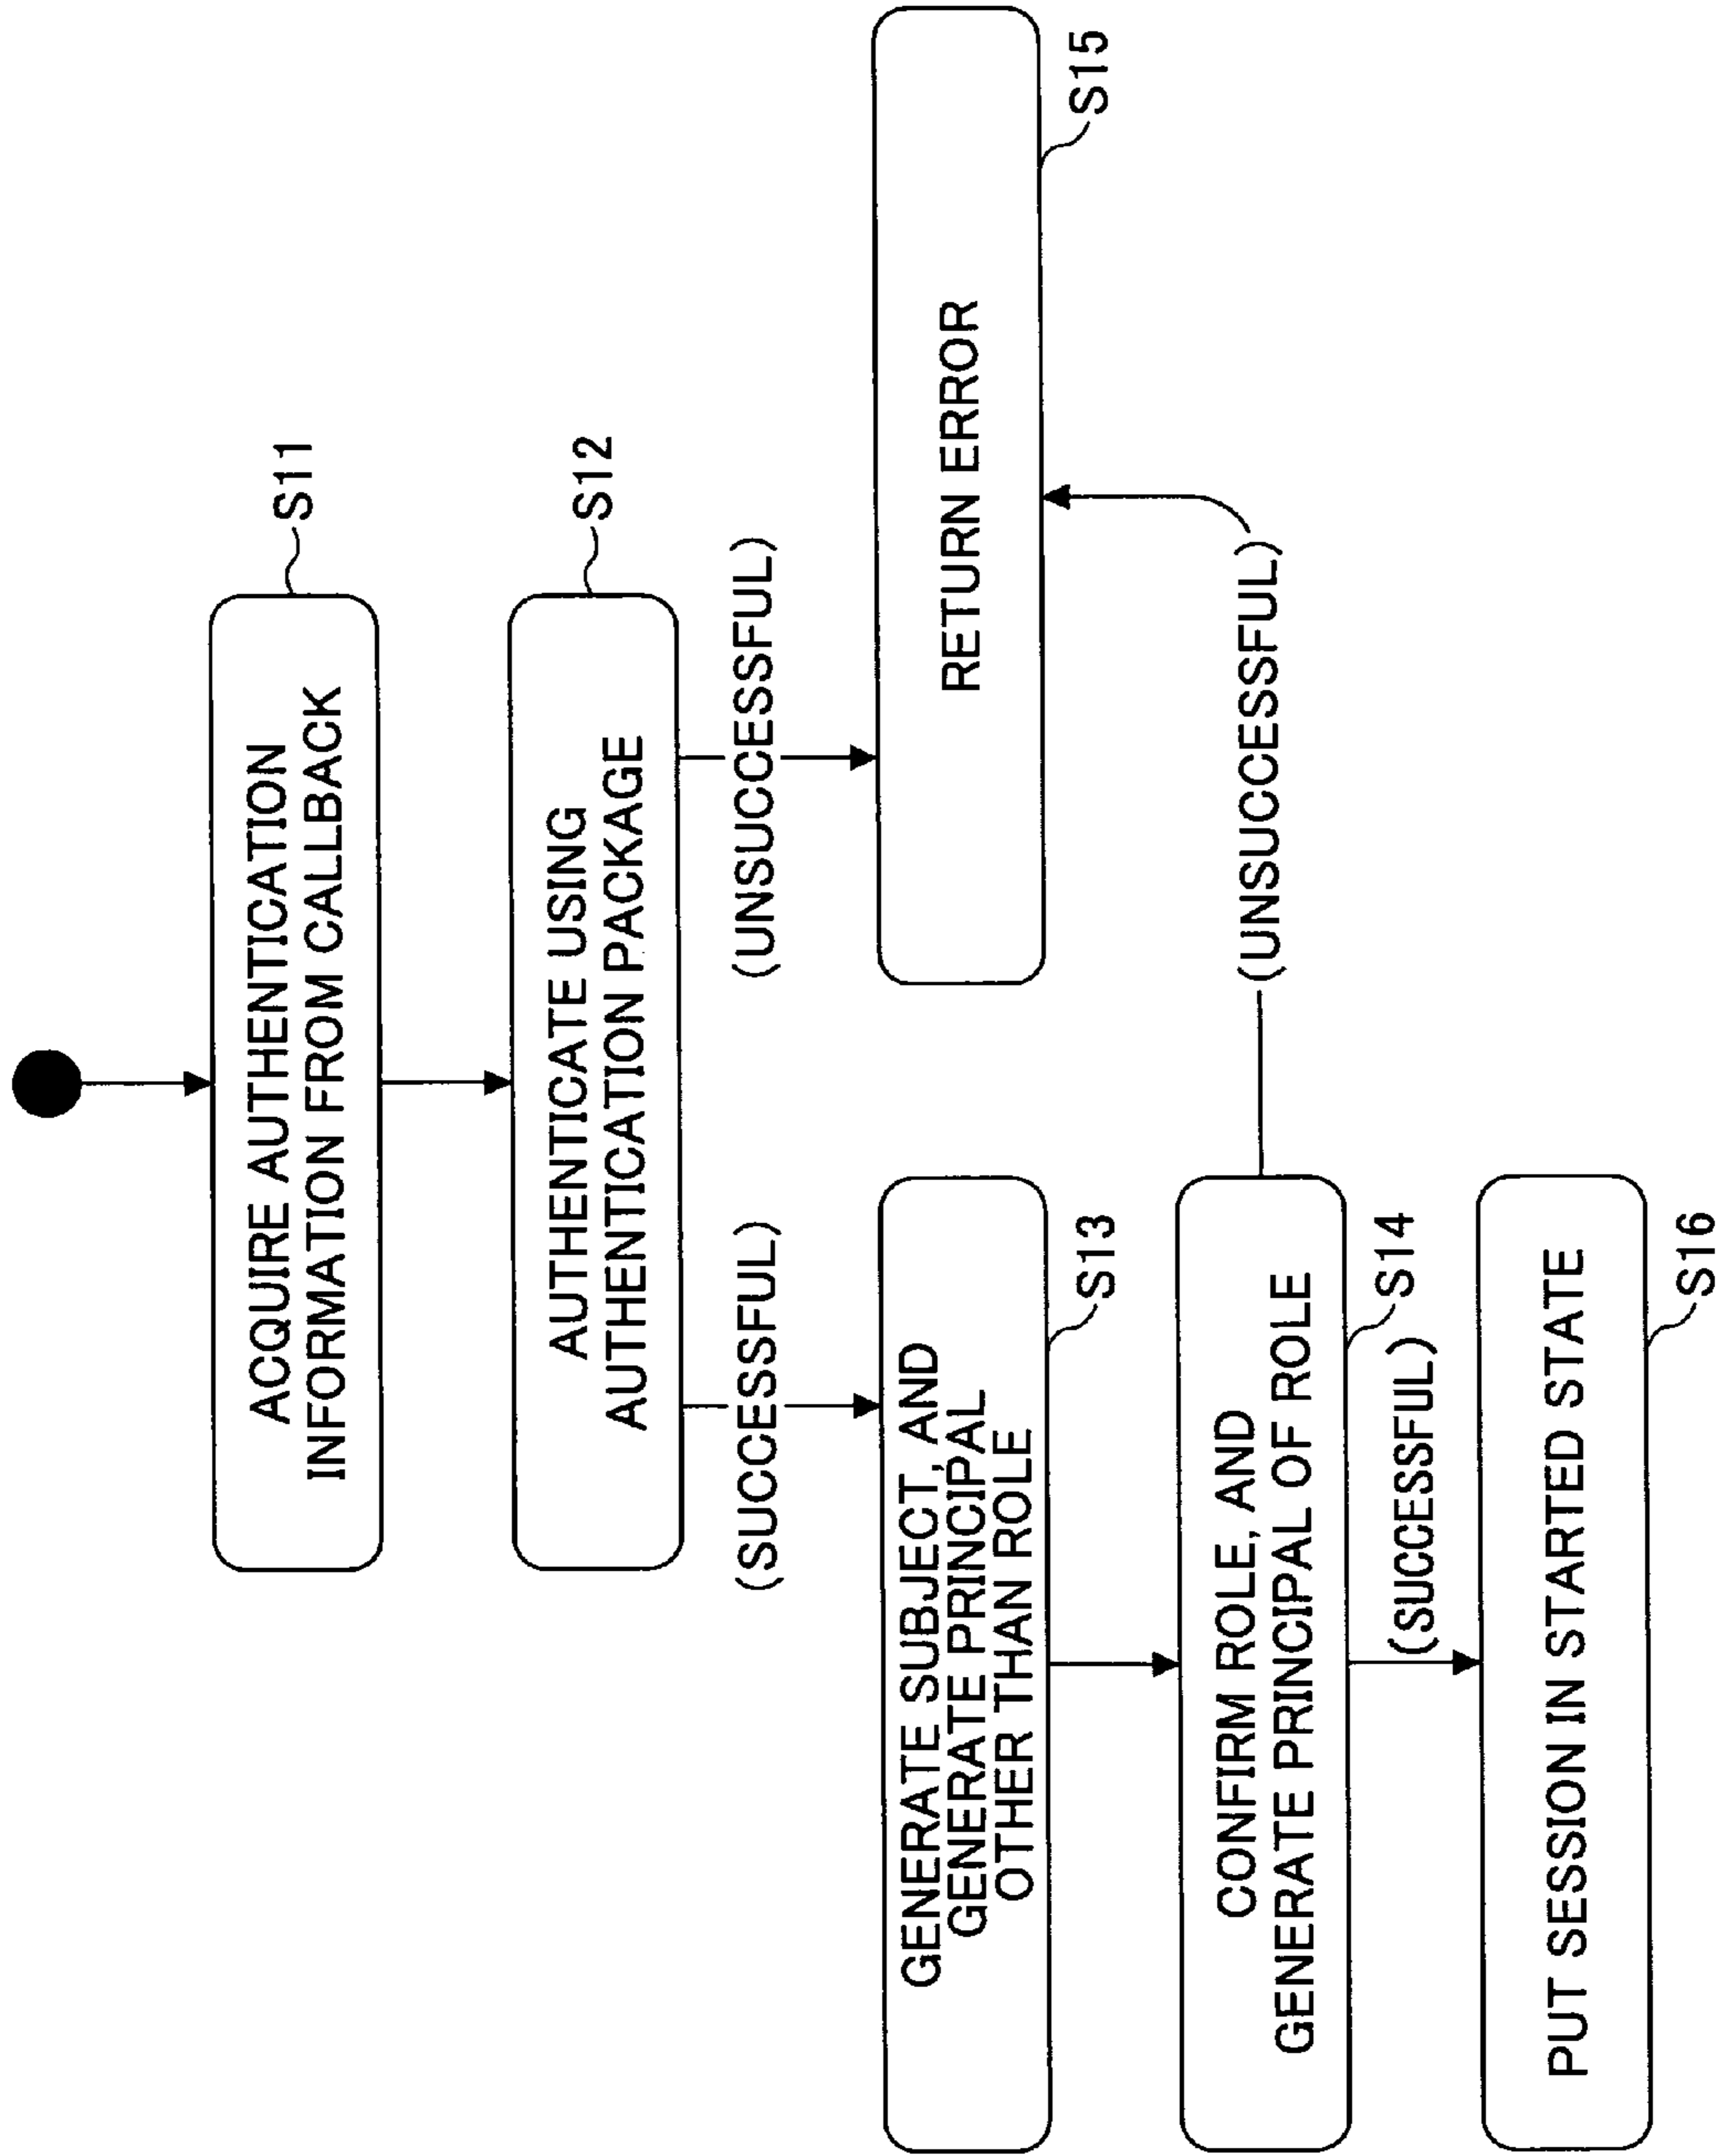 ACQUIRE AUTHENTICATION
INFORMATION FROM CALLBACK
S11
AUTHENTICATE USING
AUTHENTICATION PACKAGE
S12
(SUCCESSFUL)
(UNSUCCESSFUL)
GENERATE SUBJECT, AND
GENERATE PRINCIPAL
OTHER THAN ROLE
S13
RETURN ERROR
S15
CONFIRM ROLE, AND
GENERATE PRINCIPAL OF ROLE
S14
(UNSUCCESSFUL)
(SUCCESSFUL)
PUT SESSION IN STARTED STATE
S16